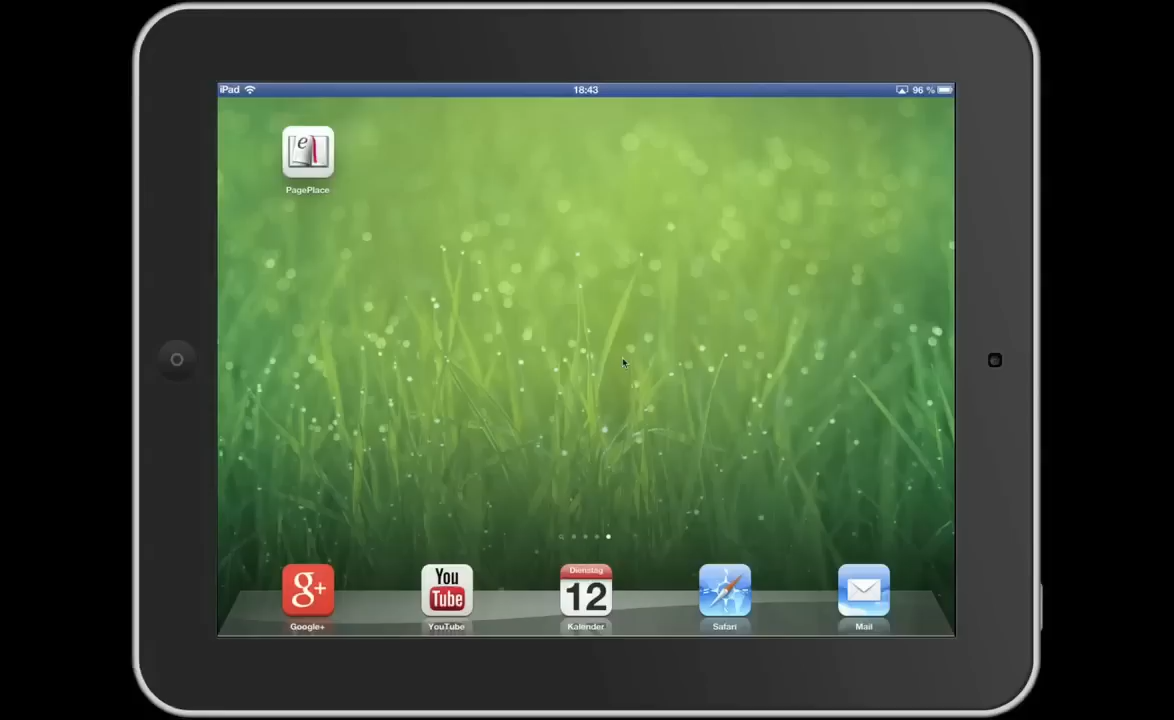 iPad 18:43 96 %
e
PagePlace
g+
You
Tube
Dienstag
12
Google+ YouTube Kalender Safari Mail